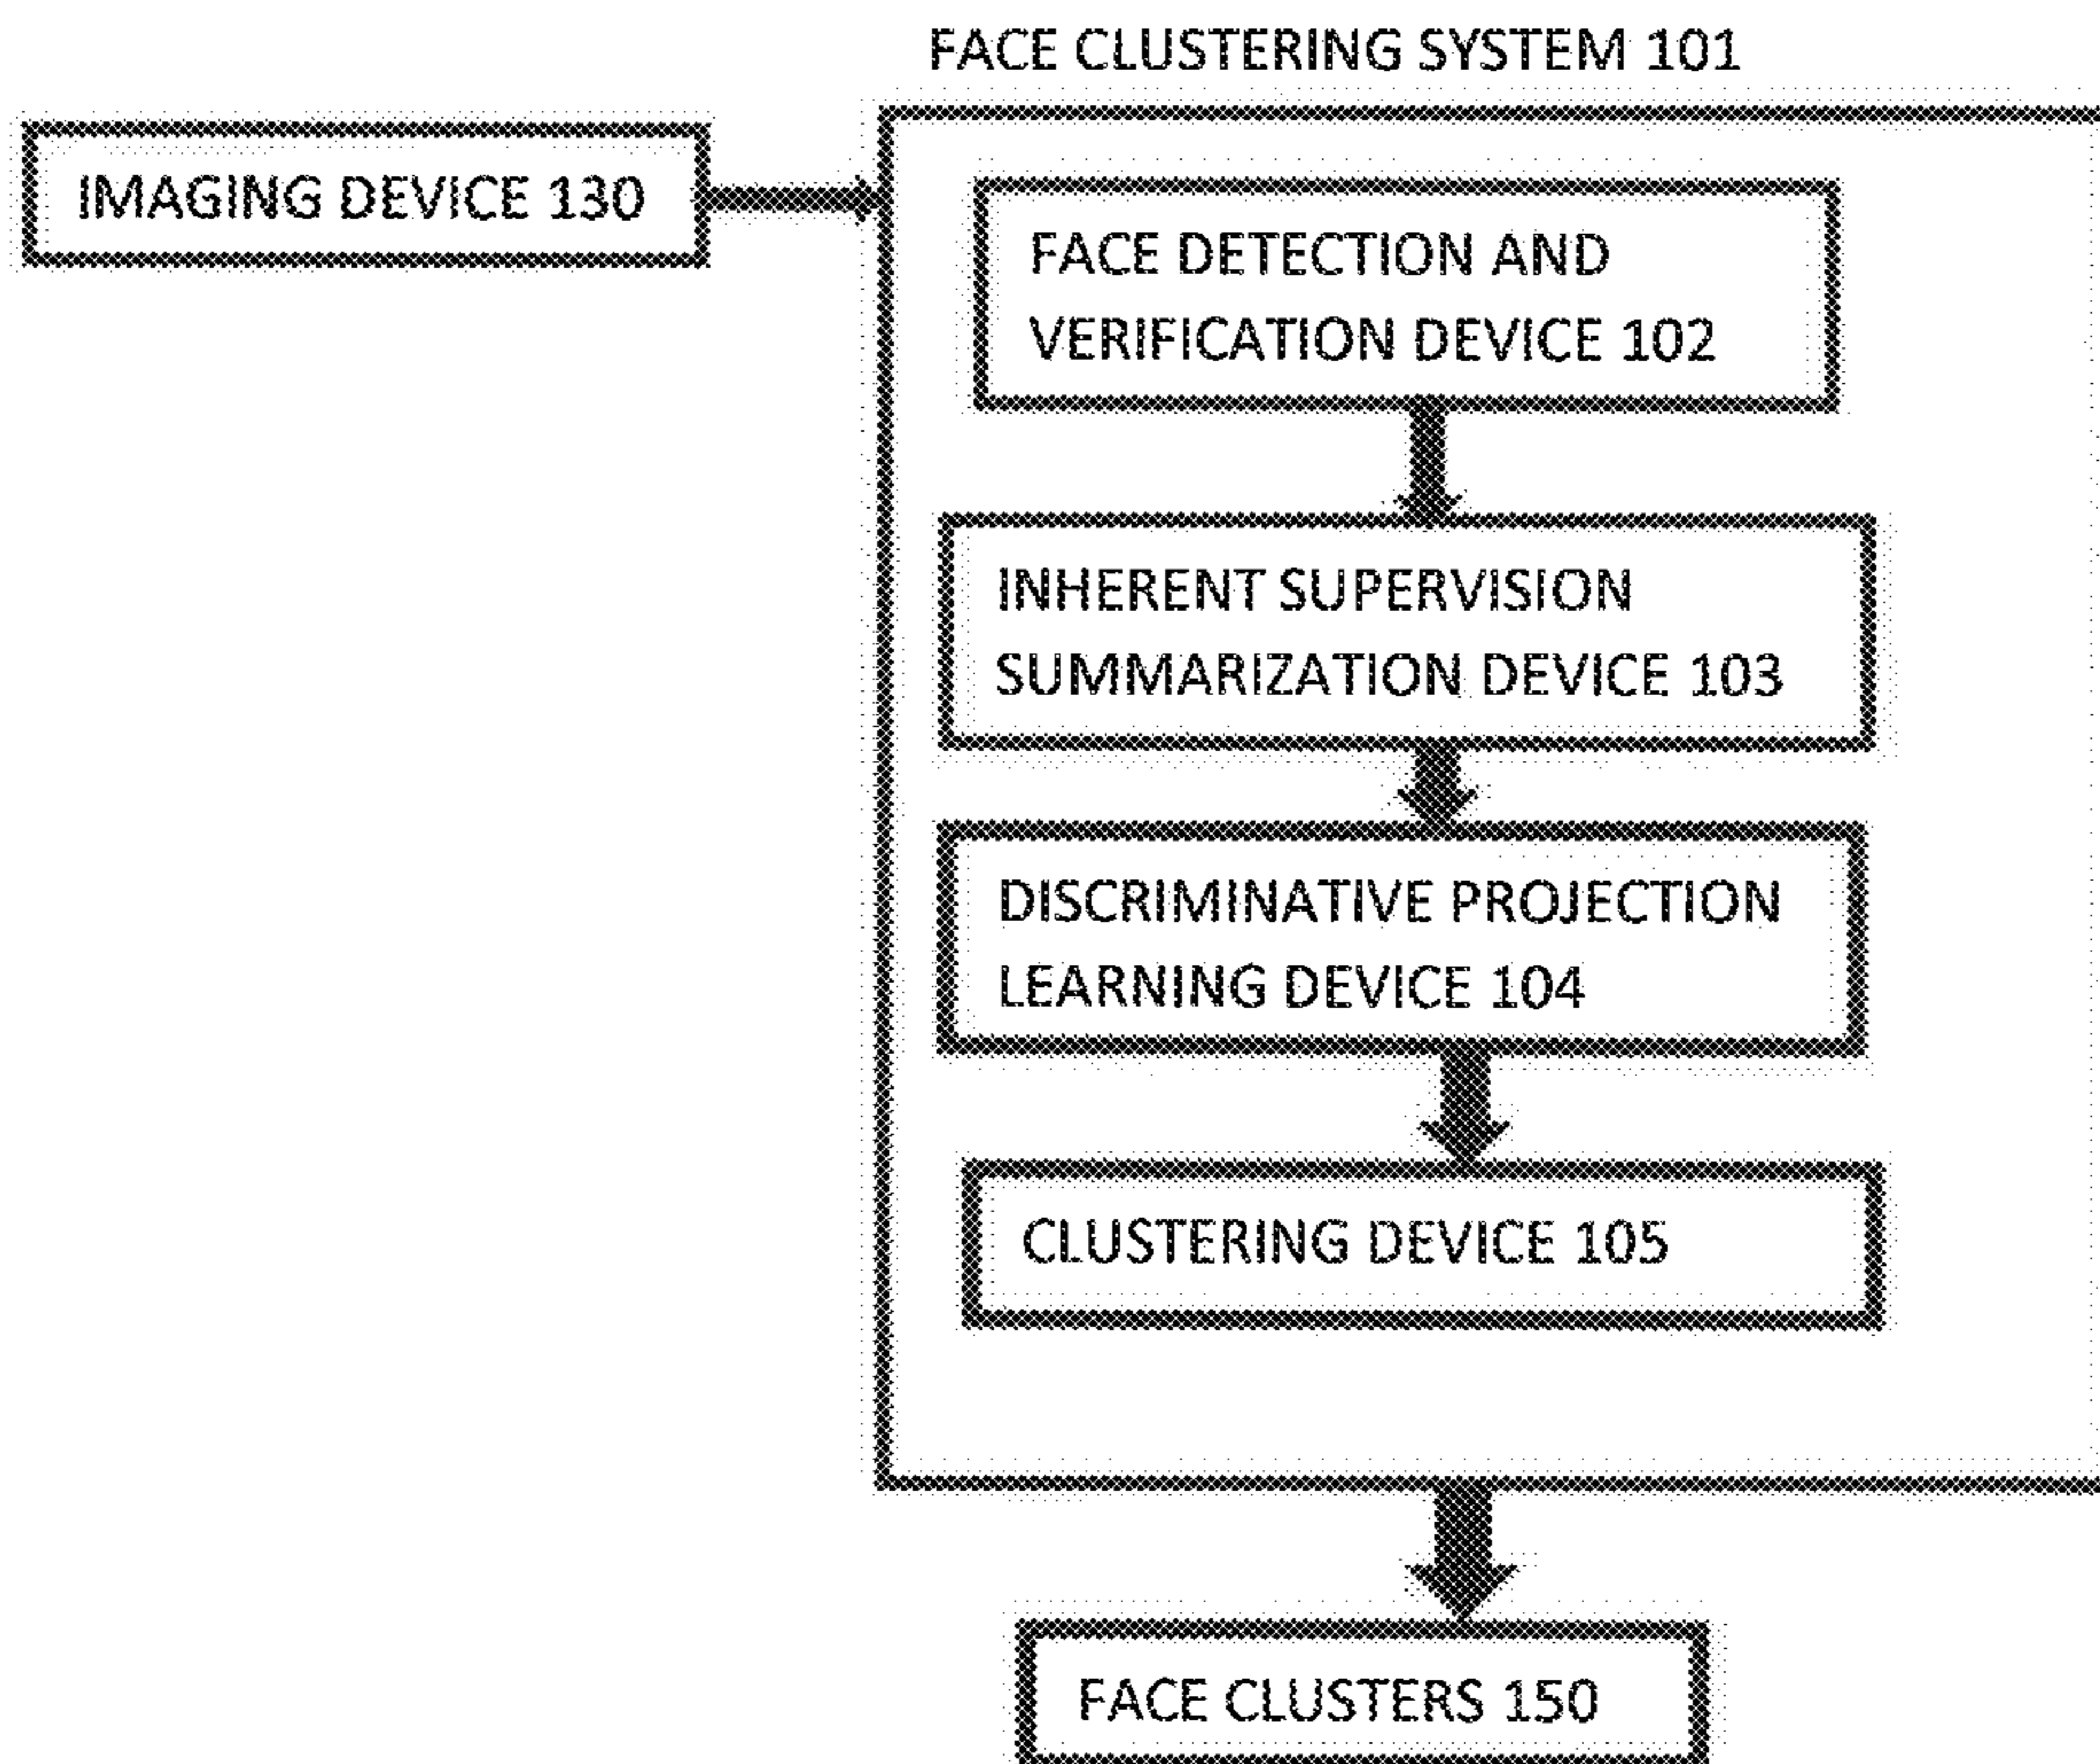 FACE CLUSTERING SYSTEM 101
IMAGING DEVICE 130
FACE DETECTION AND
VERIFICATION DEVICE 102
INHERENT SUPERVISION
SUMMARIZATION DEVICE 103
DISCRIMINATIVE PROJECTION
LEARNING DEVICE 104
CLUSTERING DEVICE 105
FACE CLUSTERS 150